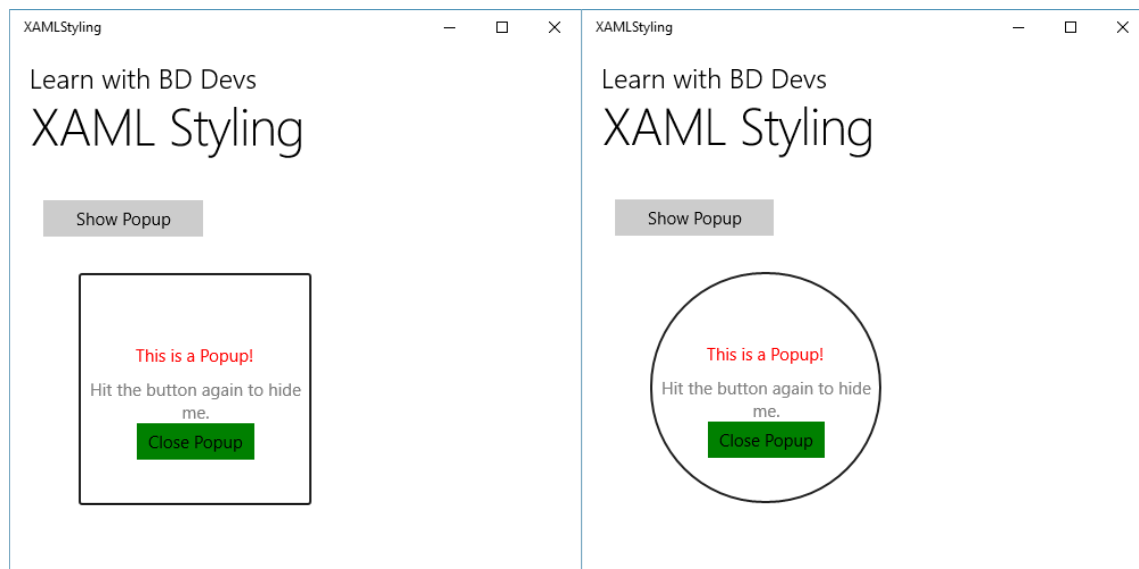 XAMLStyling
Learn with BD Devs
XAML Styling
Show Popup
This is a Popup!
Hit the button again to hide
me.
Close Popup
XAMLStyling
Learn with BD Devs
XAML Styling
Show Popup
This is a Popup!
Hit the button again to hide
me.
Close Popup